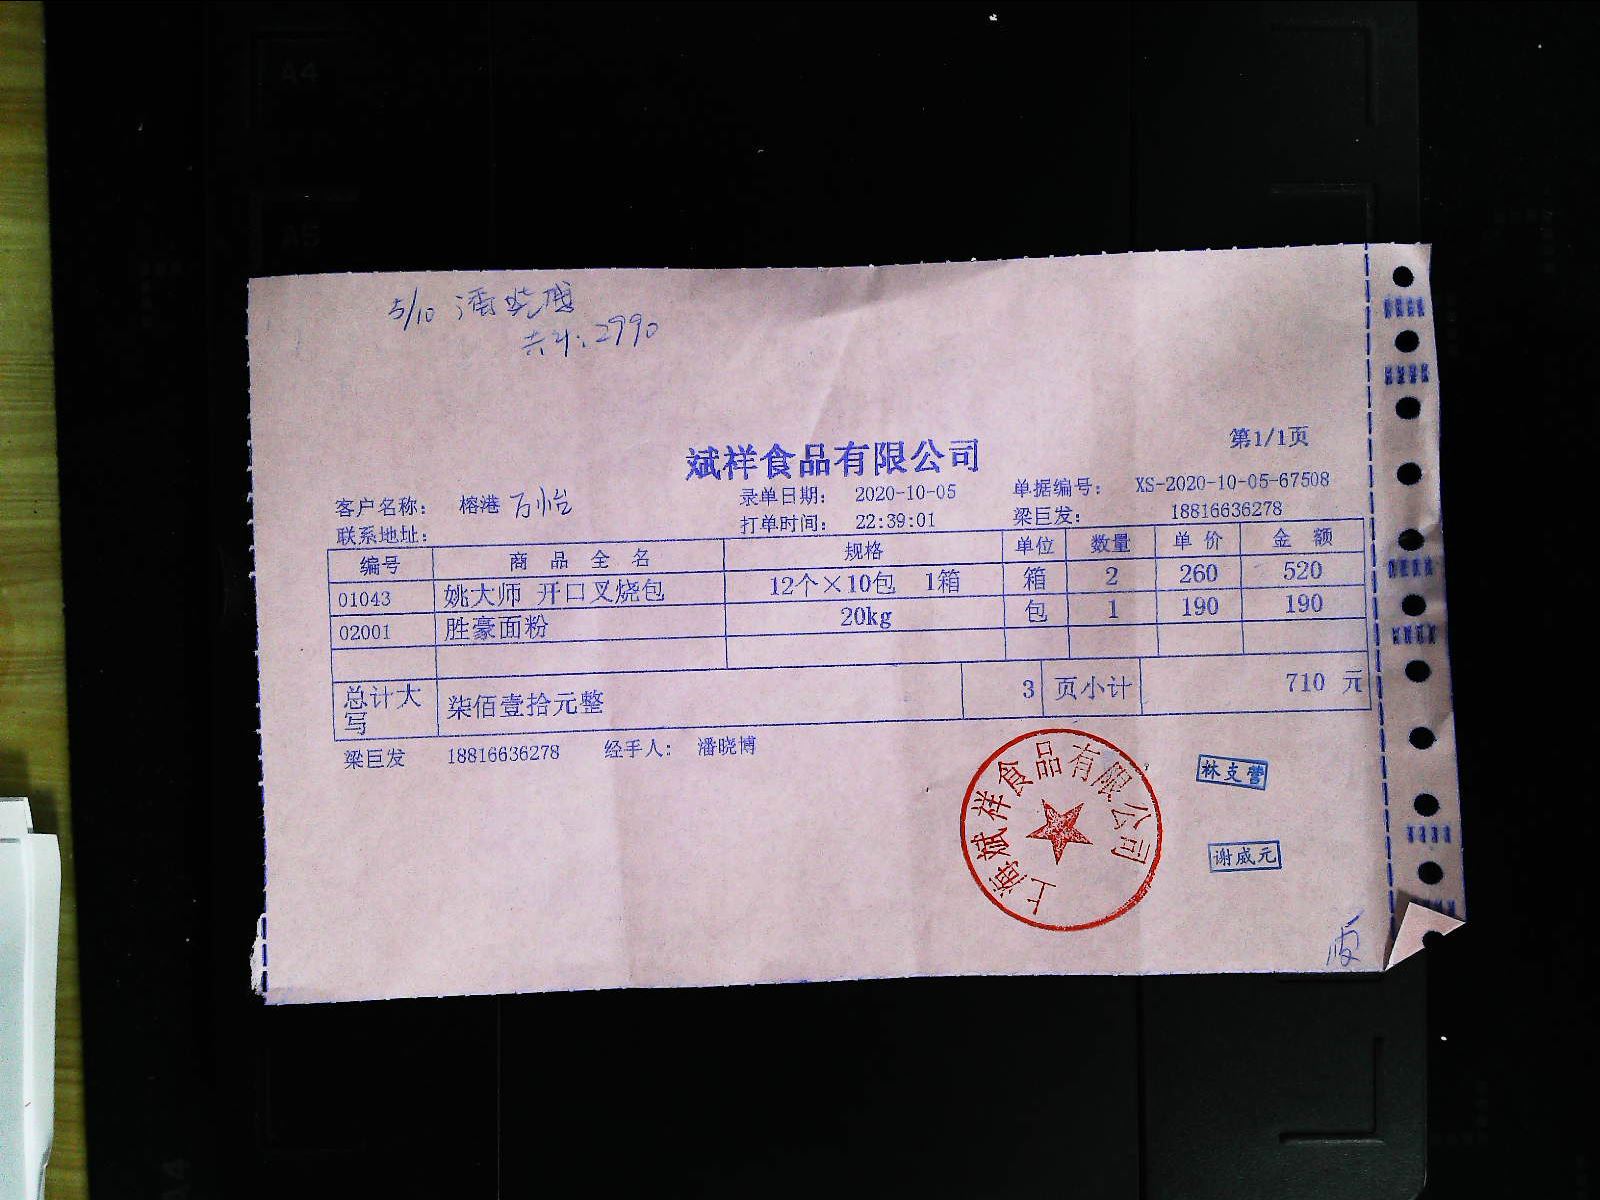 A4
A5
5/10 潘晓盛
共计:2990
斌祥食品有限公司
第1/1页
客户名称: 榕港 万怡
录单日期: 2020-10-05
单据编号: XS-2020-10-05-67508
联系地址:
打单时间: 22:39:01
梁巨发: 18816636278
编号 商品全名 规格 单位 数量 单价 金额
01043 姚大师 开口叉烧包 12个×10包 1箱 箱 2 260 520
02001 胜豪面粉 20kg 包 1 190 190
总计大写 柒佰壹拾元整 3 页小计 710 元
梁巨发 18816636278 经手人: 潘晓博
上海斌祥食品有限公司
林支营
谢威元
A4